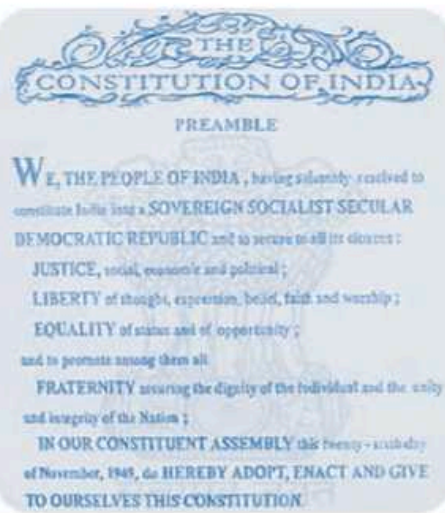 THE
CONSTITUTION OF INDIA
PREAMBLE
WE, THE PEOPLE OF INDIA, having solemnly resolved to
constitute India into a SOVEREIGN SOCIALIST SECULAR
DEMOCRATIC REPUBLIC and to secure to all its citizens :
JUSTICE, social, economic and political ;
LIBERTY of thought, expression, belief, faith and worship ;
EQUALITY of status and of opportunity ;
and to promote among them all
FRATERNITY assuring the dignity of the individual and the unity
and integrity of the Nation ;
IN OUR CONSTITUENT ASSEMBLY this twenty-sixth day
of November, 1949, do HEREBY ADOPT, ENACT AND GIVE
TO OURSELVES THIS CONSTITUTION.